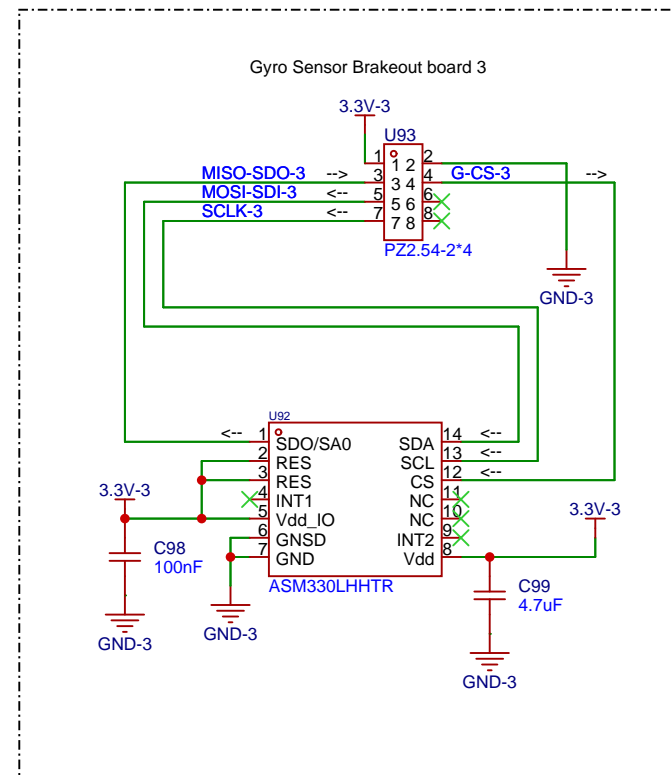 Gyro Sensor Brakeout board 3
3.3V-3
U93
1 1 2 2
MISO-SDO-3 --> 3 3 4 4 G-CS-3 -->
MOSI-SDI-3 <-- 5 5 6 6
SCLK-3 <-- 7 7 8 8
PZ2.54-2*4
GND-3
U92
<-- 1 SDO/SA0 SDA 14 <--
2 RES SCL 13 <--
3 RES CS 12 <--
3.3V-3
4 INT1 NC 11
5 Vdd_IO NC 10
3.3V-3
6 GNSD INT2 9
7 GND Vdd 8
C98
100nF
ASM330LHHTR
C99
4.7uF
GND-3
GND-3
GND-3